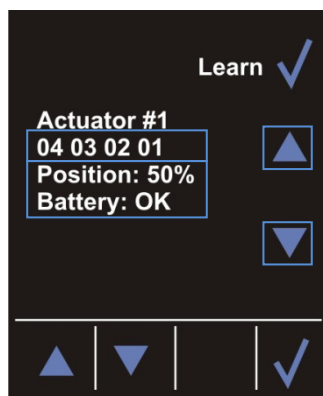 Learn
Actuator #1
04 03 02 01
Position: 50%
Battery: OK